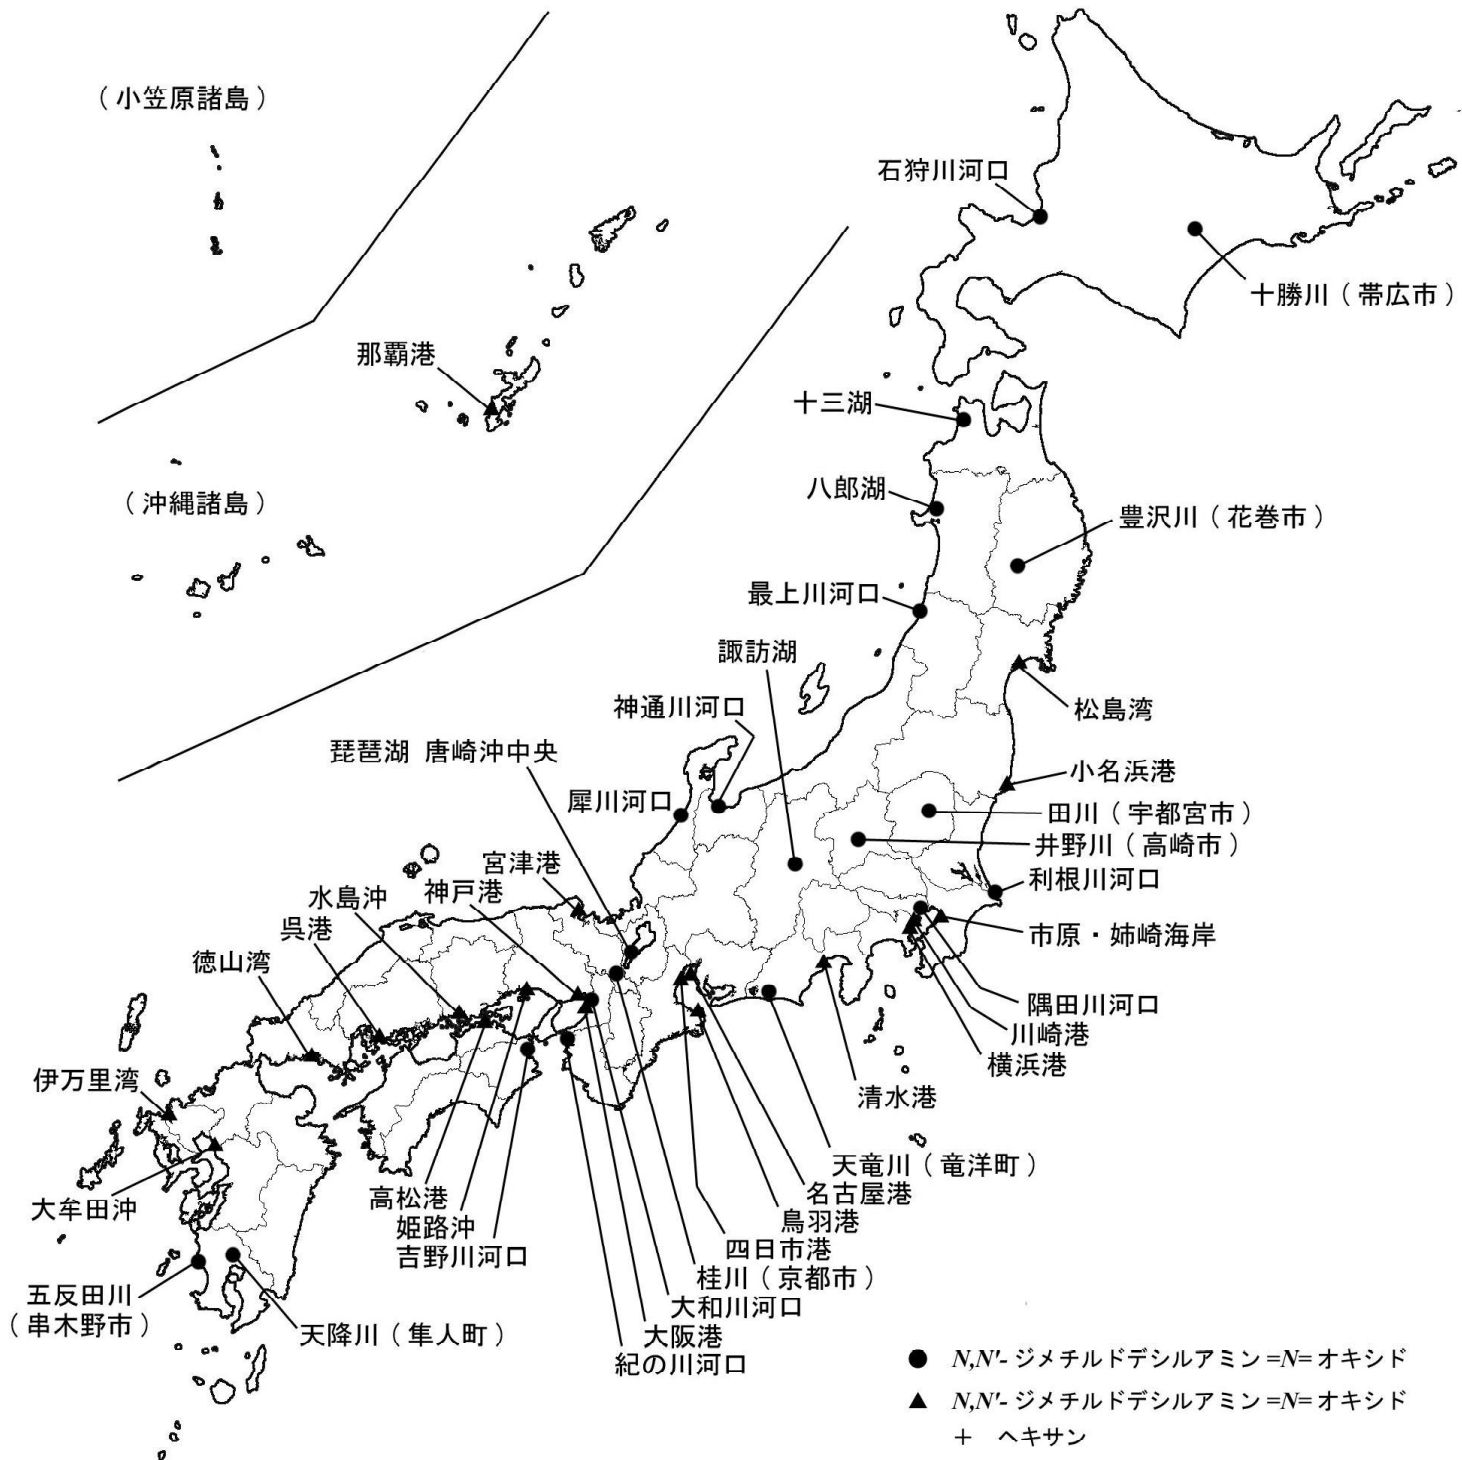 （小笠原諸島）
石狩川河口
十勝川（帯広市）
那覇港
十三湖
八郎湖
（沖縄諸島）
豊沢川（花巻市）
最上川河口
諏訪湖
神通川河口
松島湾
琵琶湖 唐崎沖中央
小名浜港
犀川河口
田川（宇都宮市）
井野川（高崎市）
宮津港
利根川河口
神戸港
水島沖
呉港
市原・姉崎海岸
徳山湾
隅田川河口
川崎港
横浜港
伊万里湾
清水港
天竜川（竜洋町）
名古屋港
高松港
大牟田沖
鳥羽港
姫路沖
四日市港
吉野川河口
桂川（京都市）
五反田川
（串木野市）
大和川河口
天降川（隼人町）
大阪港
紀の川河口
● N,N'-ジメチルドデシルアミン=N=オキシド
▲ N,N'-ジメチルドデシルアミン=N=オキシド
＋ ヘキサン